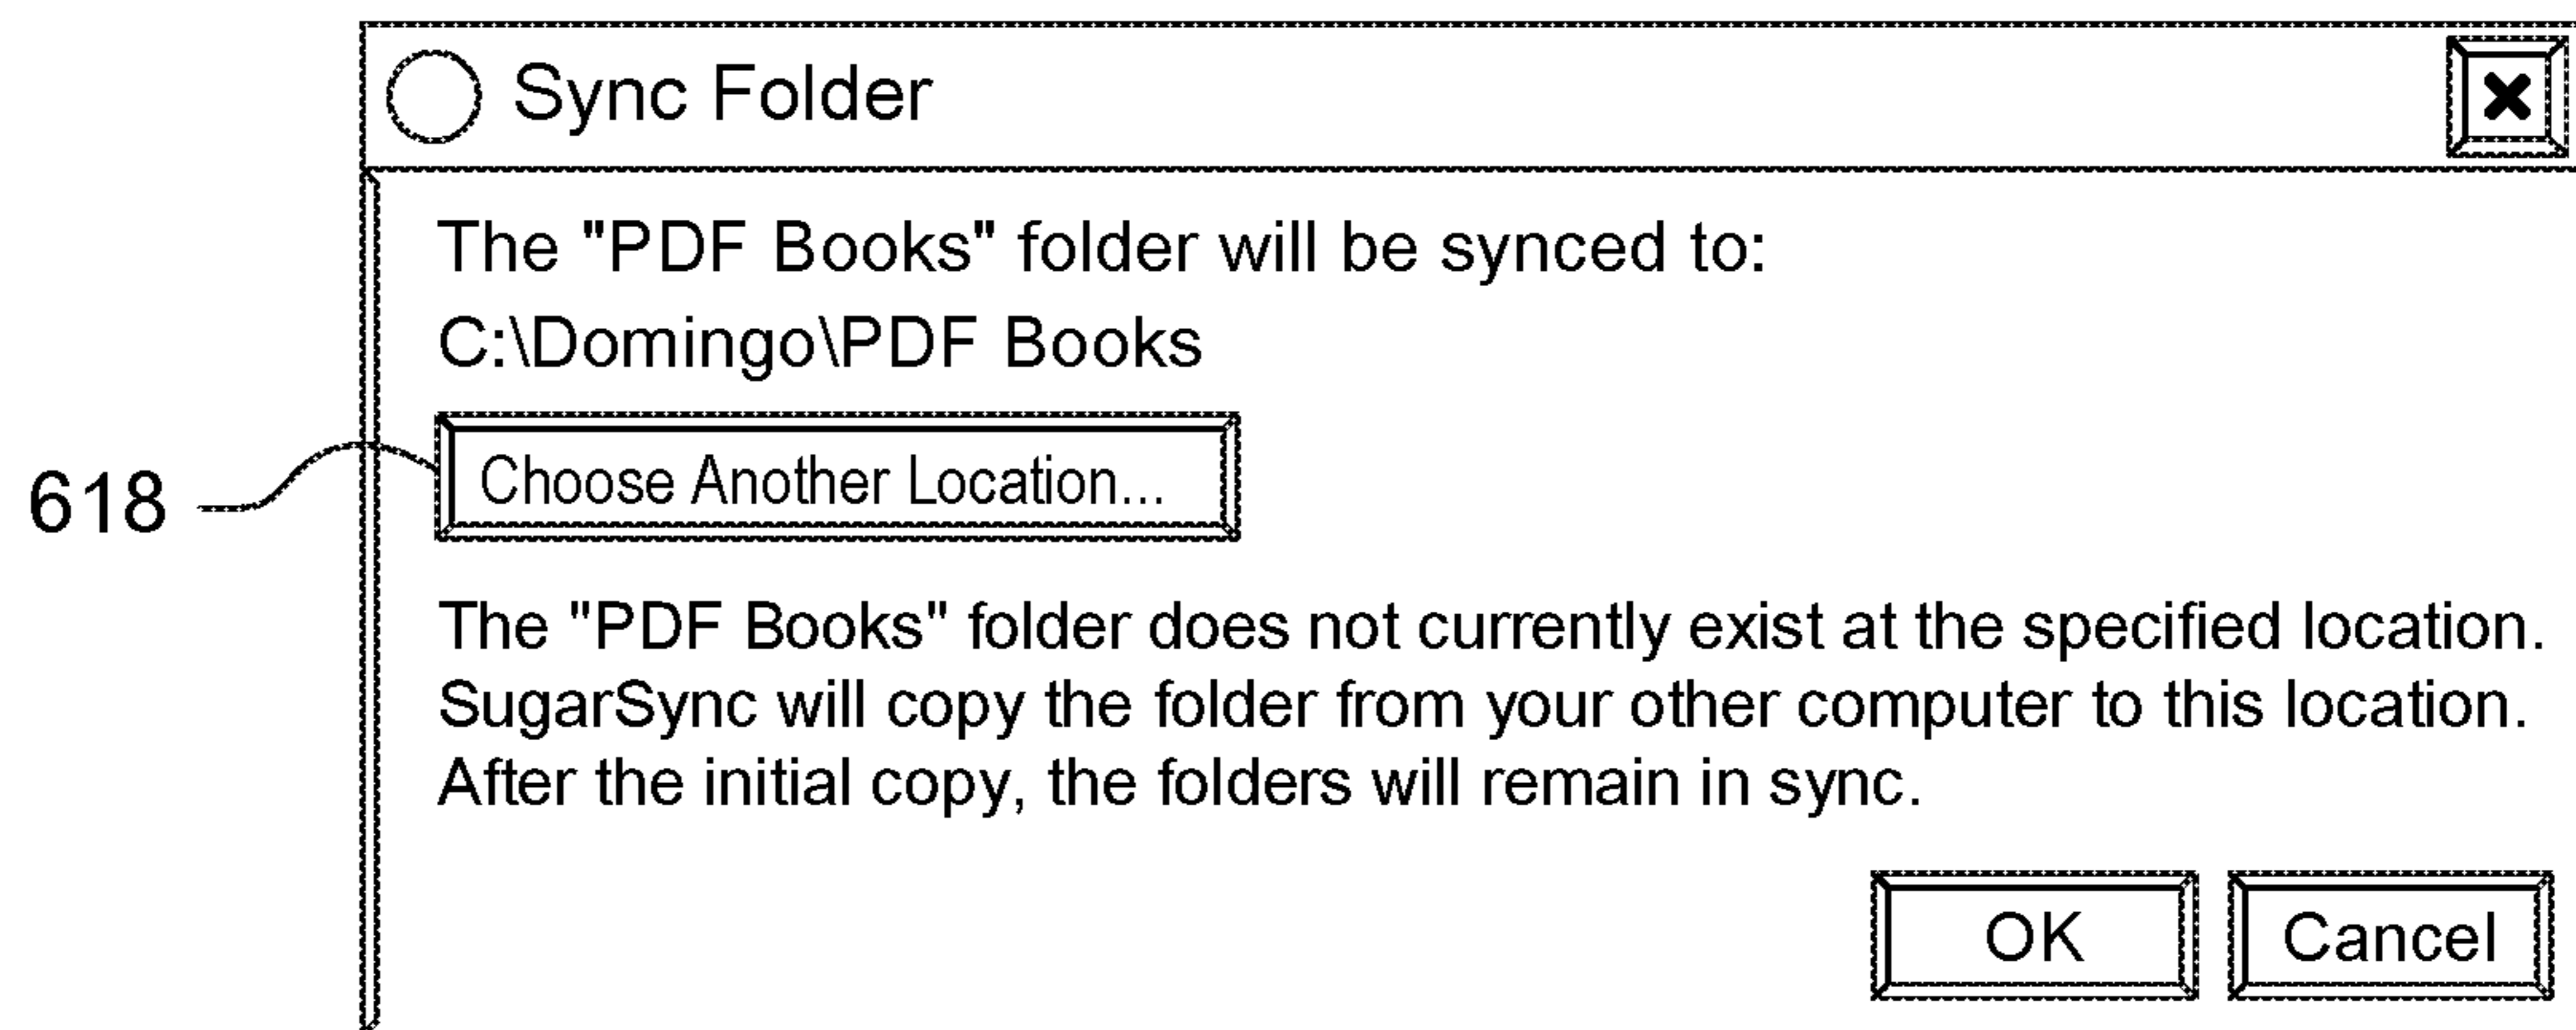 Sync Folder
The "PDF Books" folder will be synced to:
C:\Domingo\PDF Books
618
Choose Another Location...
The "PDF Books" folder does not currently exist at the specified location.
SugarSync will copy the folder from your other computer to this location.
After the initial copy, the folders will remain in sync.
OK Cancel